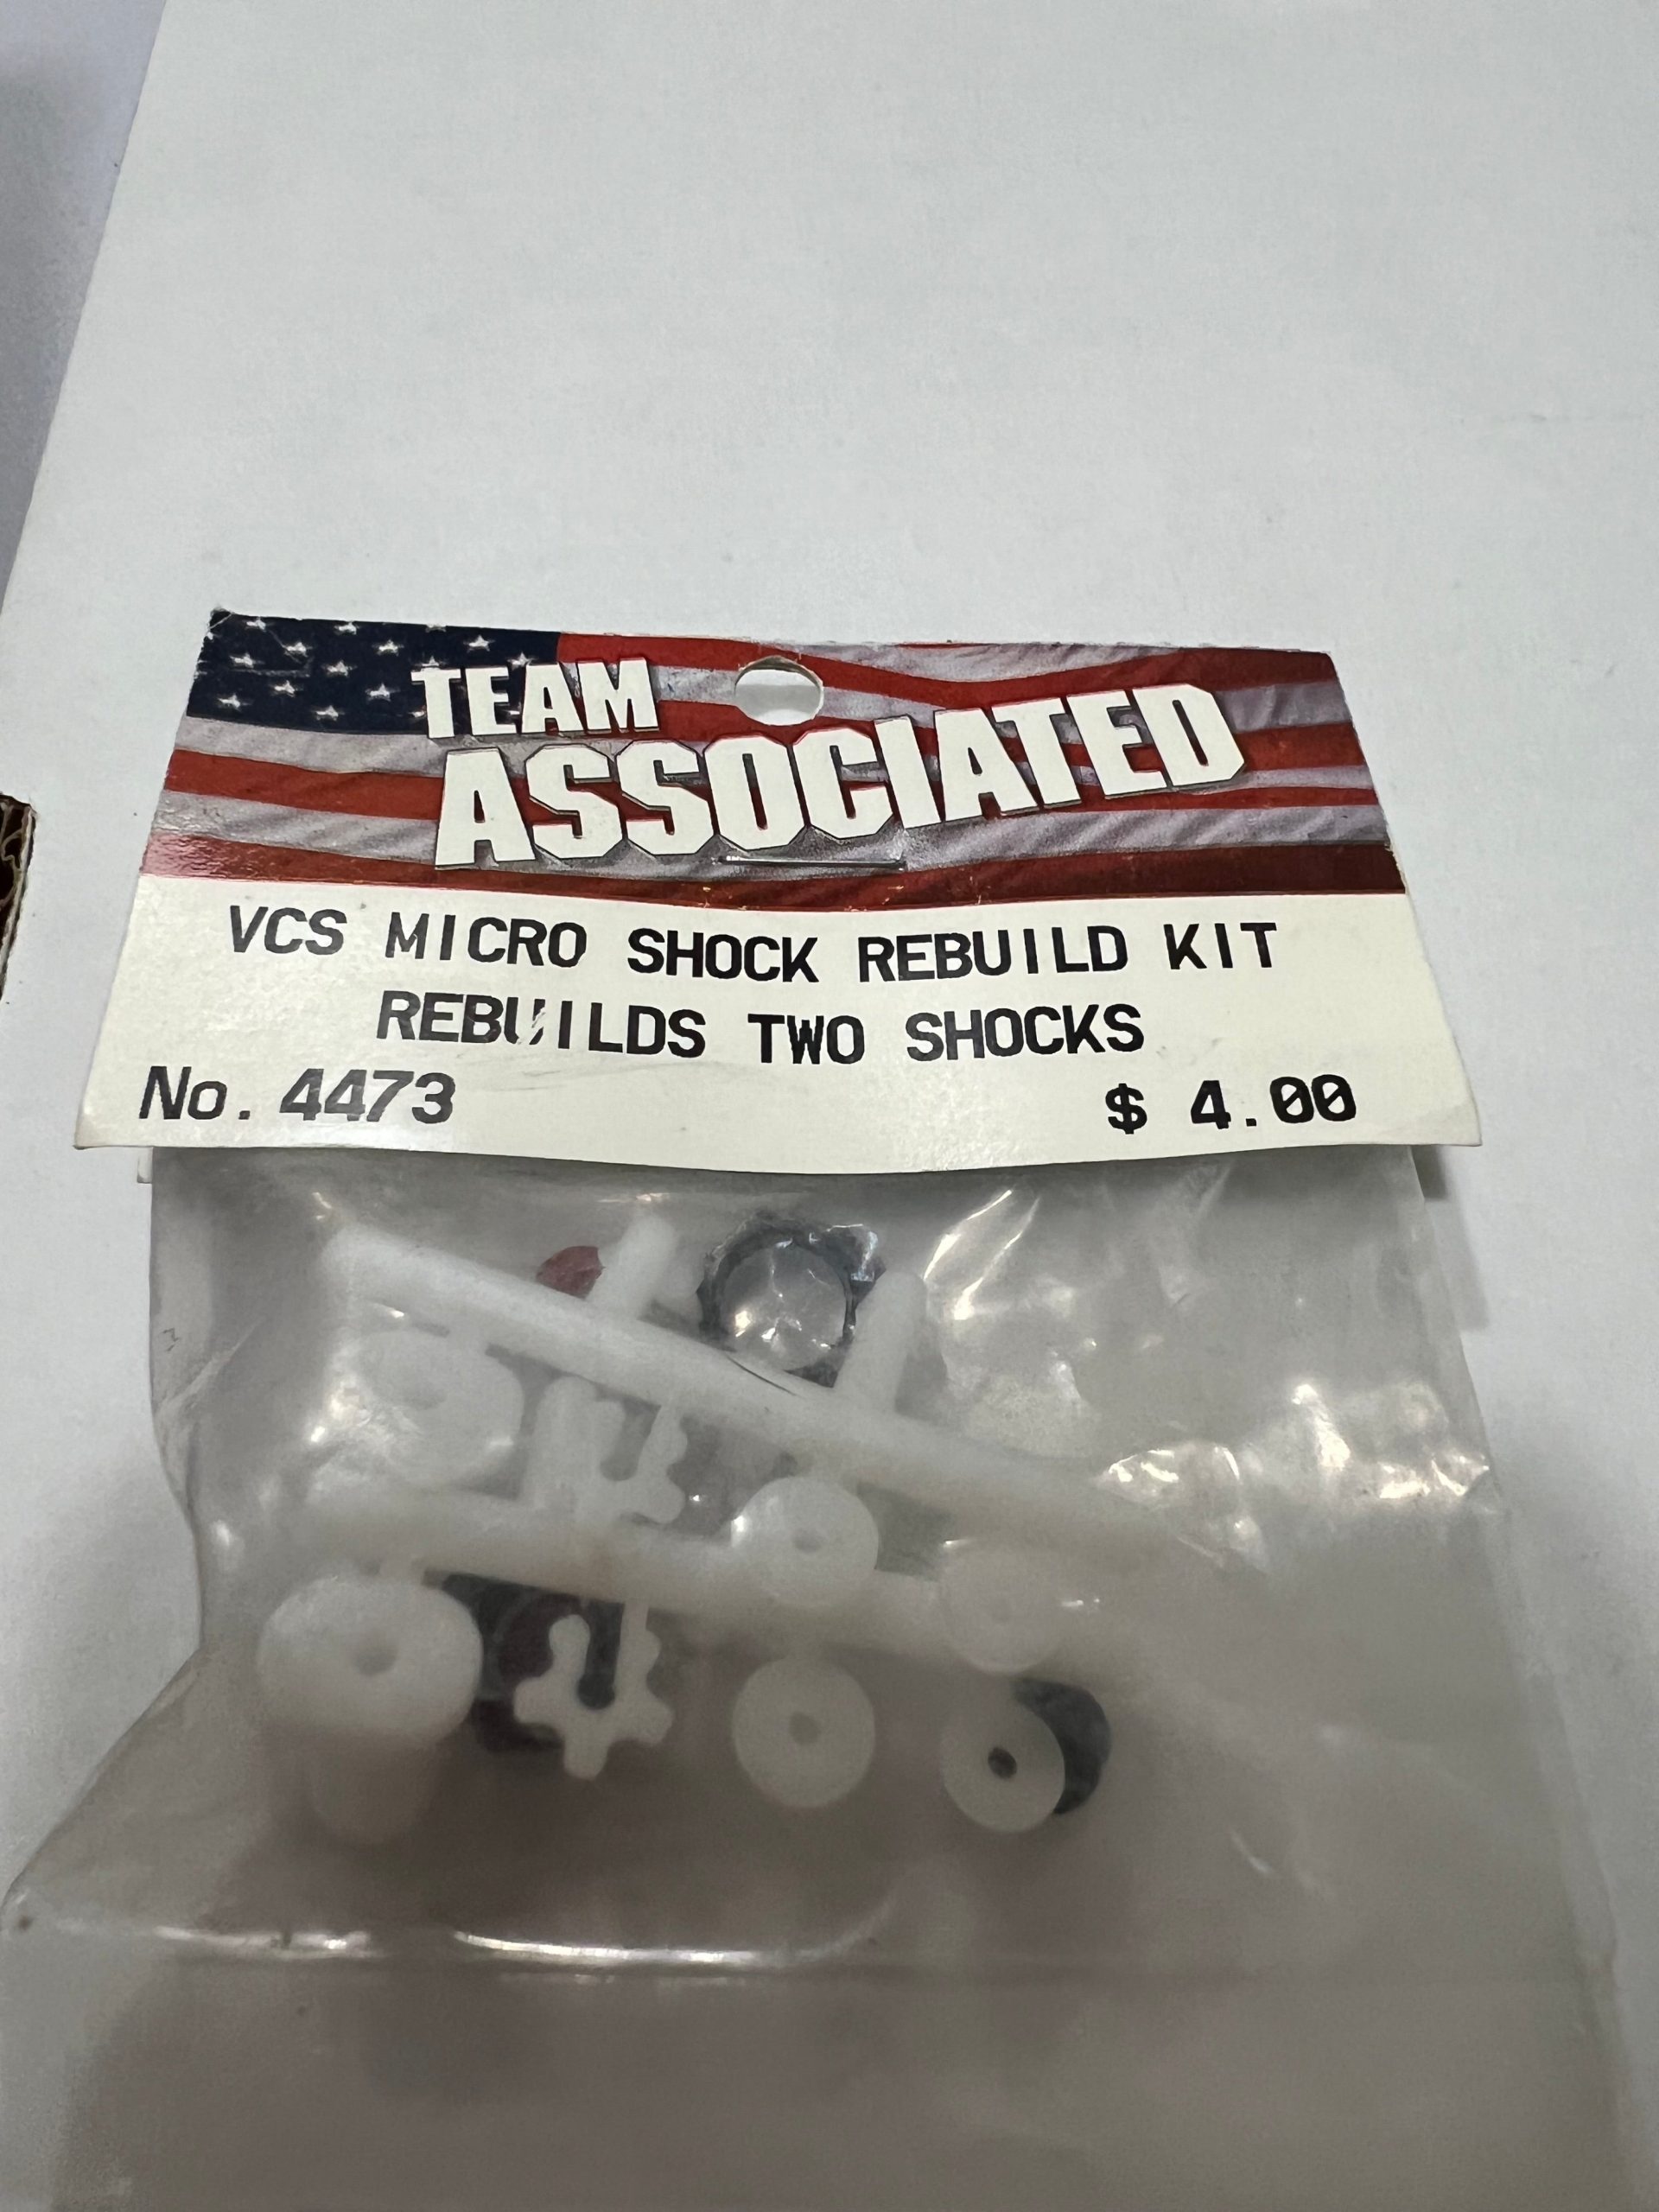 TEAM
ASSOCIATED
VCS MICRO SHOCK REBUILD KIT
REBUILDS TWO SHOCKS
No. 4473 $ 4.00